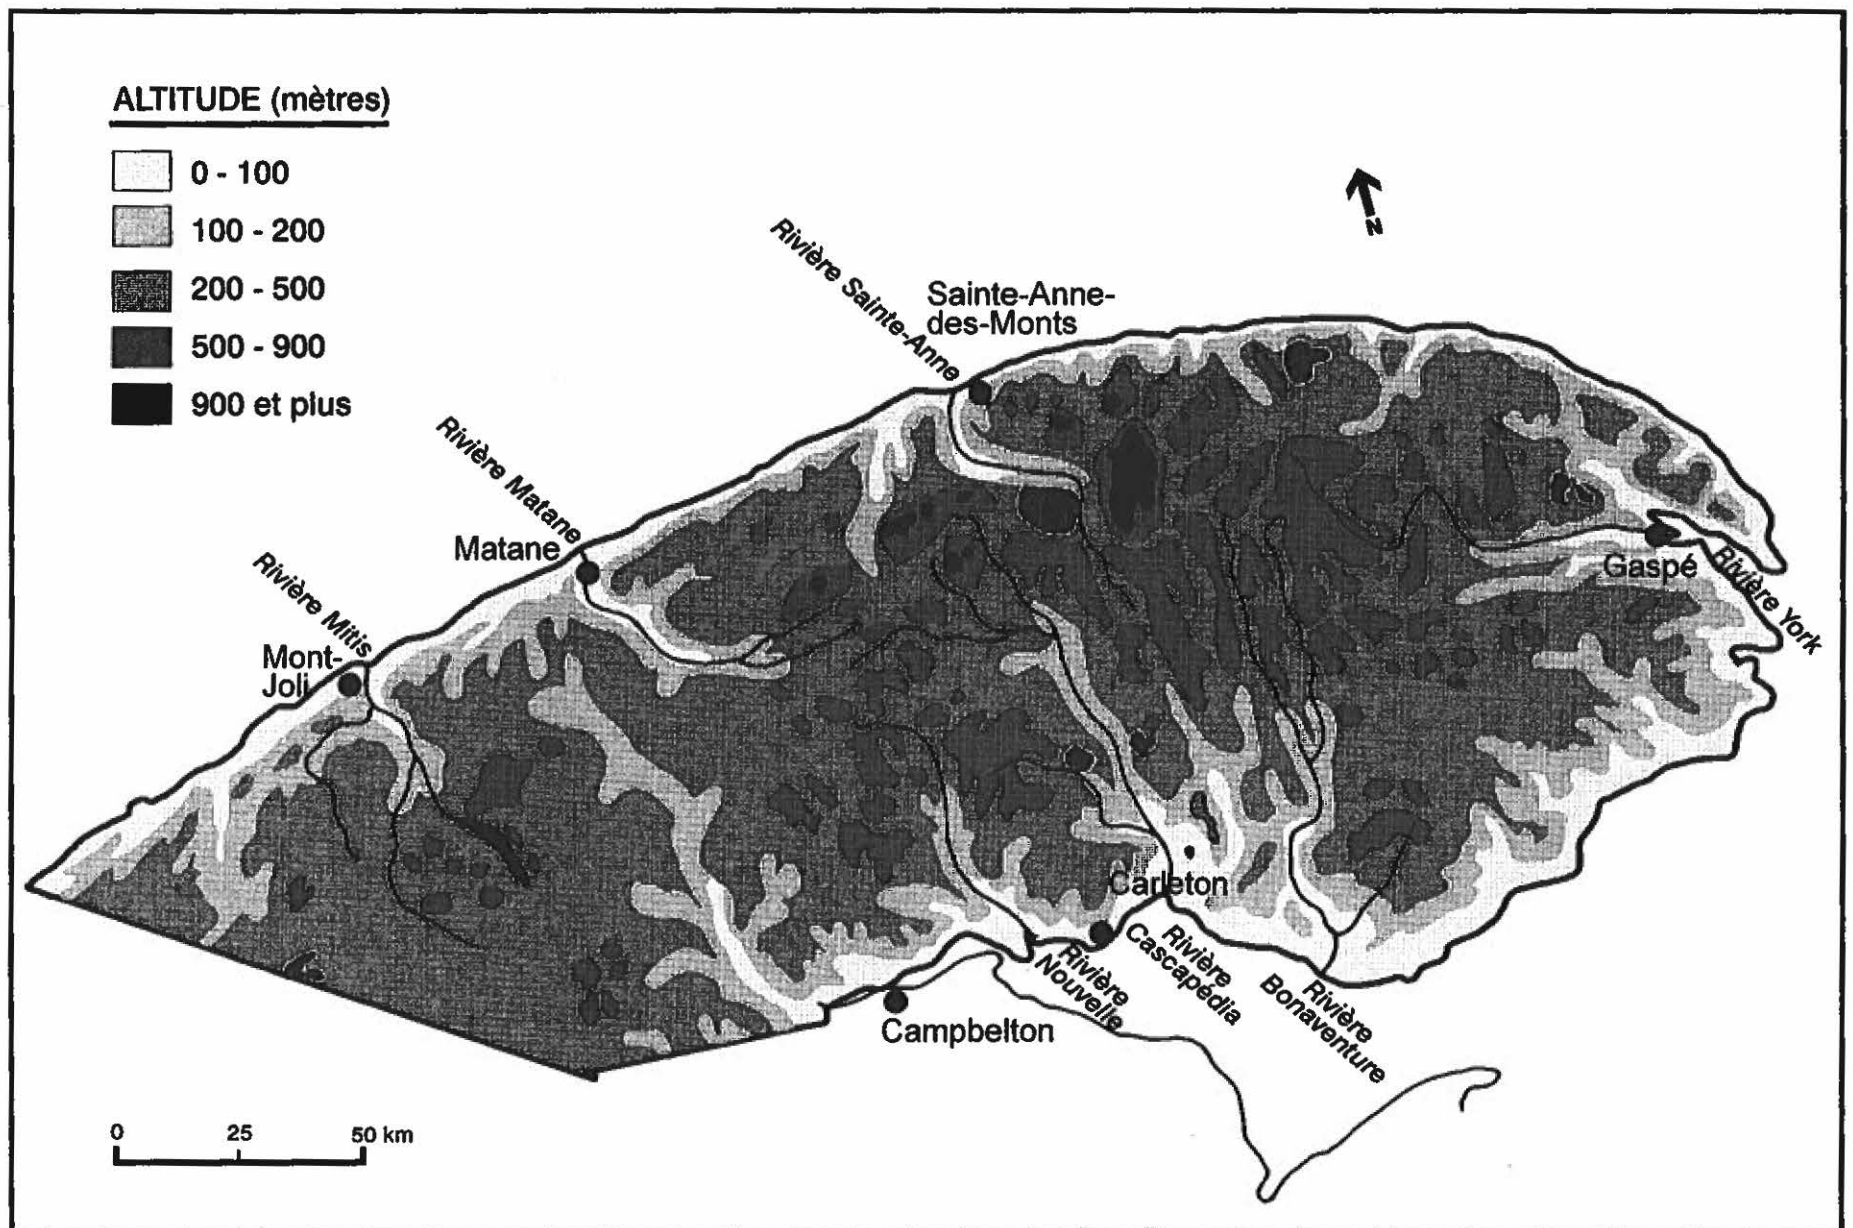 ALTITUDE (mètres)
0 - 100
100 - 200
200 - 500
500 - 900
900 et plus
N
Rivière Sainte-Anne
Sainte-Anne-
des-Monts
Rivière Matane
Matane
Rivière Mitis
Mont-
Joli
Gaspé
Rivière York
Carleton
Rivière
Nouvelle
Rivière
Cascapédia
Rivière
Bonaventure
Campbelton
0 25 50 km